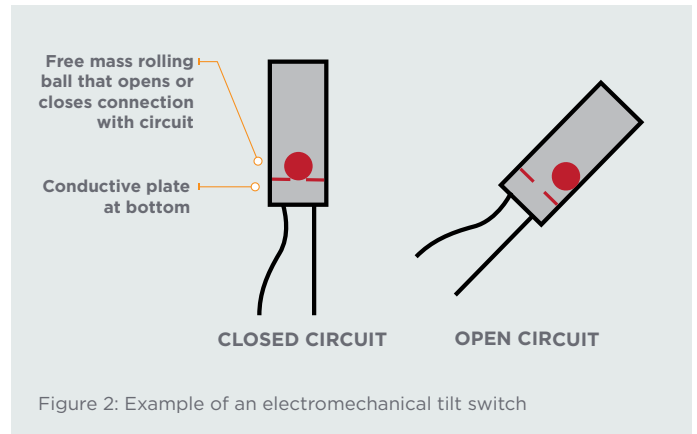 Free mass rolling
ball that opens or
closes connection
with circuit
Conductive plate
at bottom
CLOSED CIRCUIT
OPEN CIRCUIT
Figure 2: Example of an electromechanical tilt switch